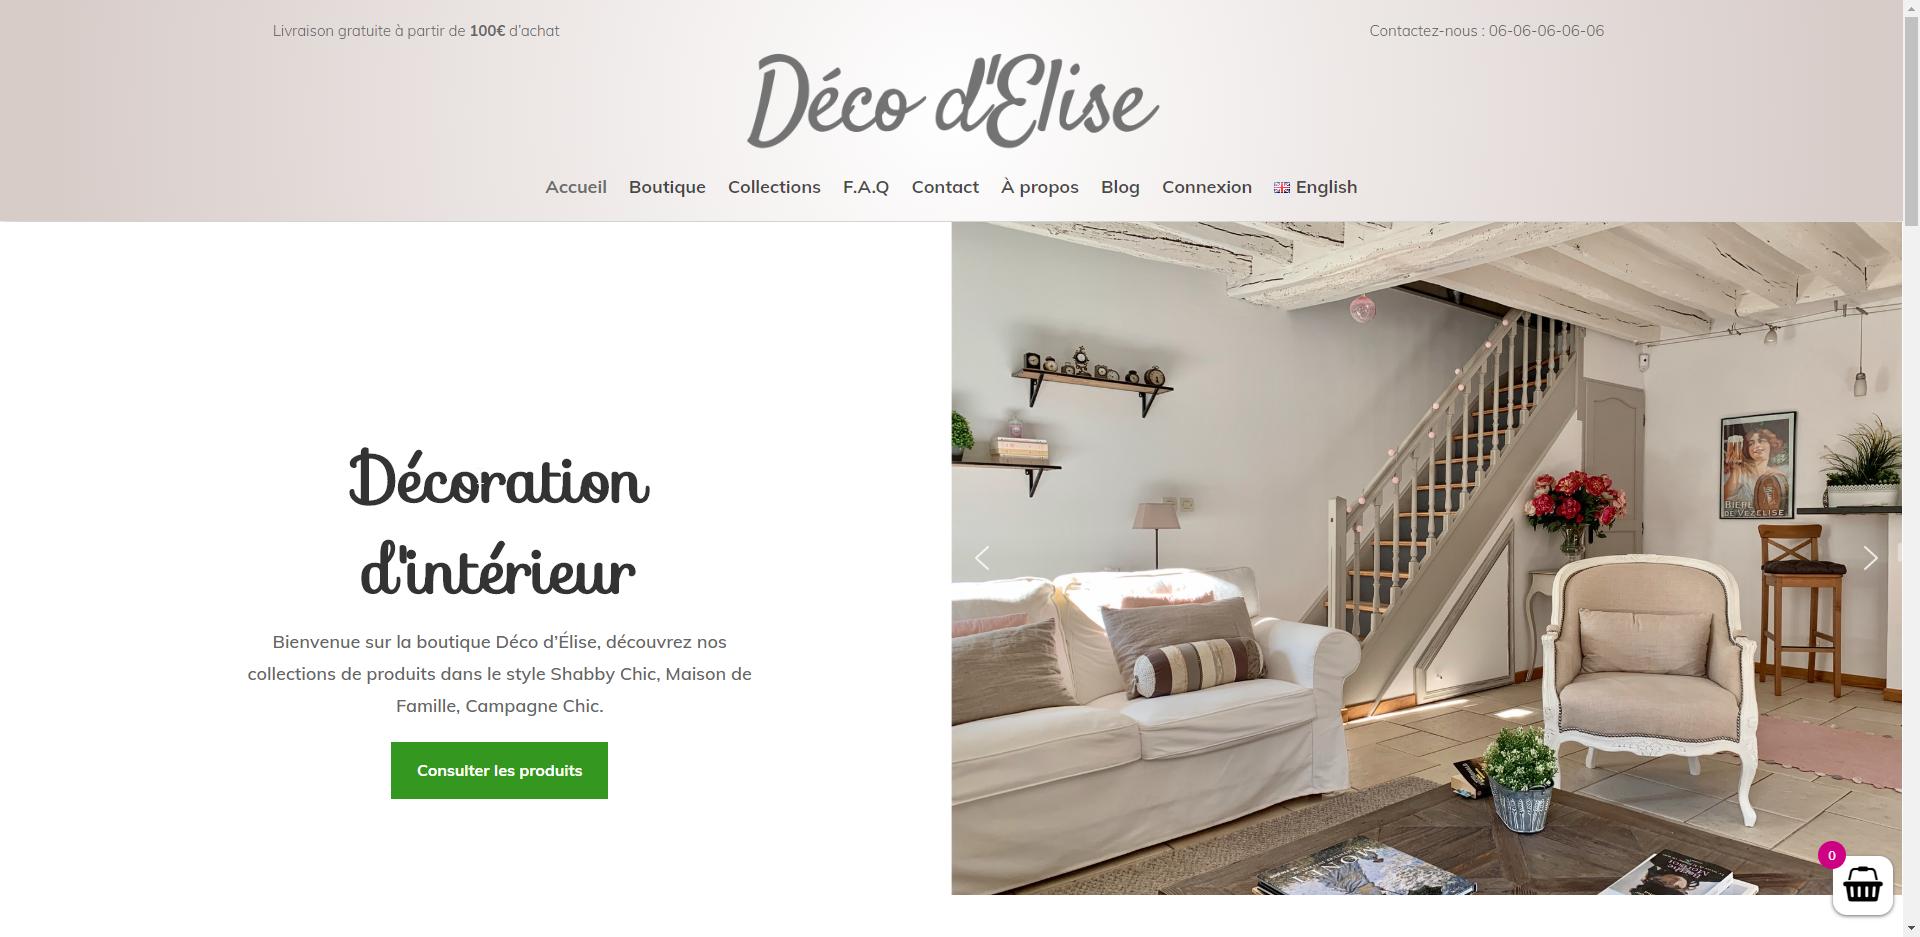 Livraison gratuite à partir de 100€ d'achat
Contactez-nous : 06-06-06-06-06
Déco d'Elise
Accueil Boutique Collections F.A.Q Contact À propos Blog Connexion English
Décoration
d'intérieur
Bienvenue sur la boutique Déco d'Élise, découvrez nos
collections de produits dans le style Shabby Chic, Maison de
Famille, Campagne Chic.
Consulter les produits
BIERE
DE VEZELISE
MONET
0